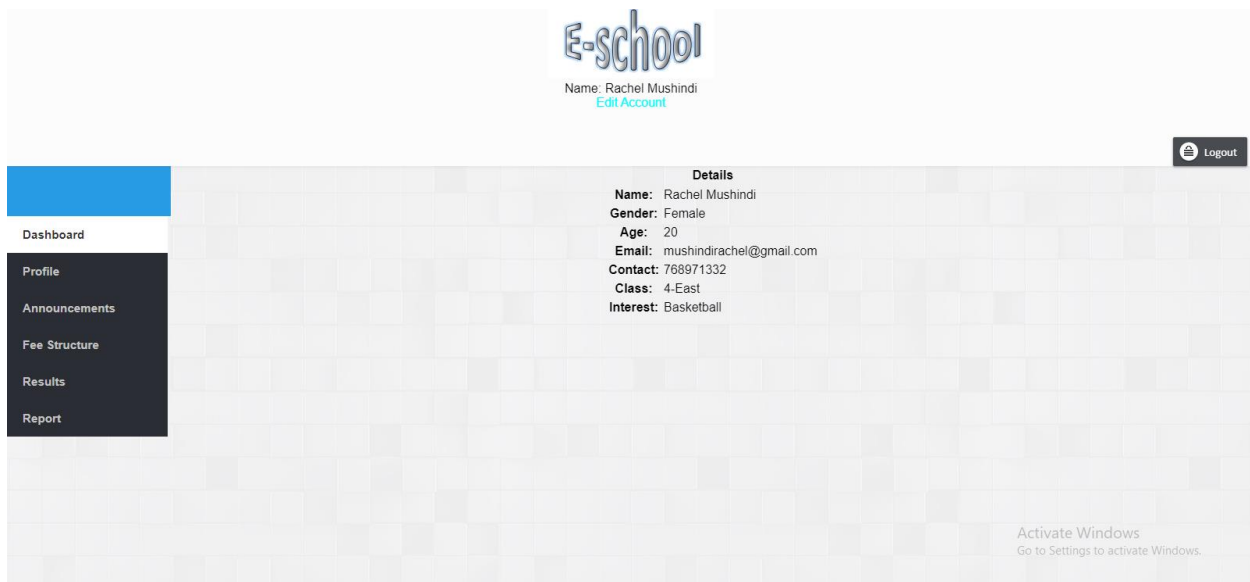 E-school
Name: Rachel Mushindi
Edit Account
Logout
Details
Name: Rachel Mushindi
Gender: Female
Age: 20
Email: mushindirachel@gmail.com
Contact: 768971332
Class: 4-East
Interest: Basketball
Dashboard
Profile
Announcements
Fee Structure
Results
Report
Activate Windows
Go to Settings to activate Windows.